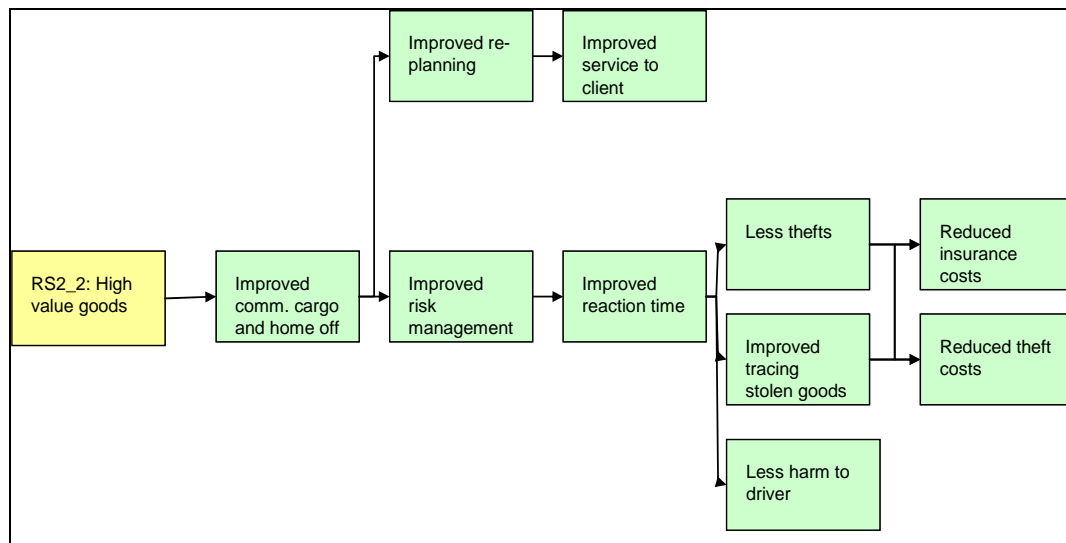 Improved re-
planning
Improved
service to
client
RS2_2: High
value goods
Improved
comm. cargo
and home off
Improved
risk
management
Improved
reaction time
Less thefts
Reduced
insurance
costs
Improved
tracing
stolen goods
Reduced theft
costs
Less harm to
driver